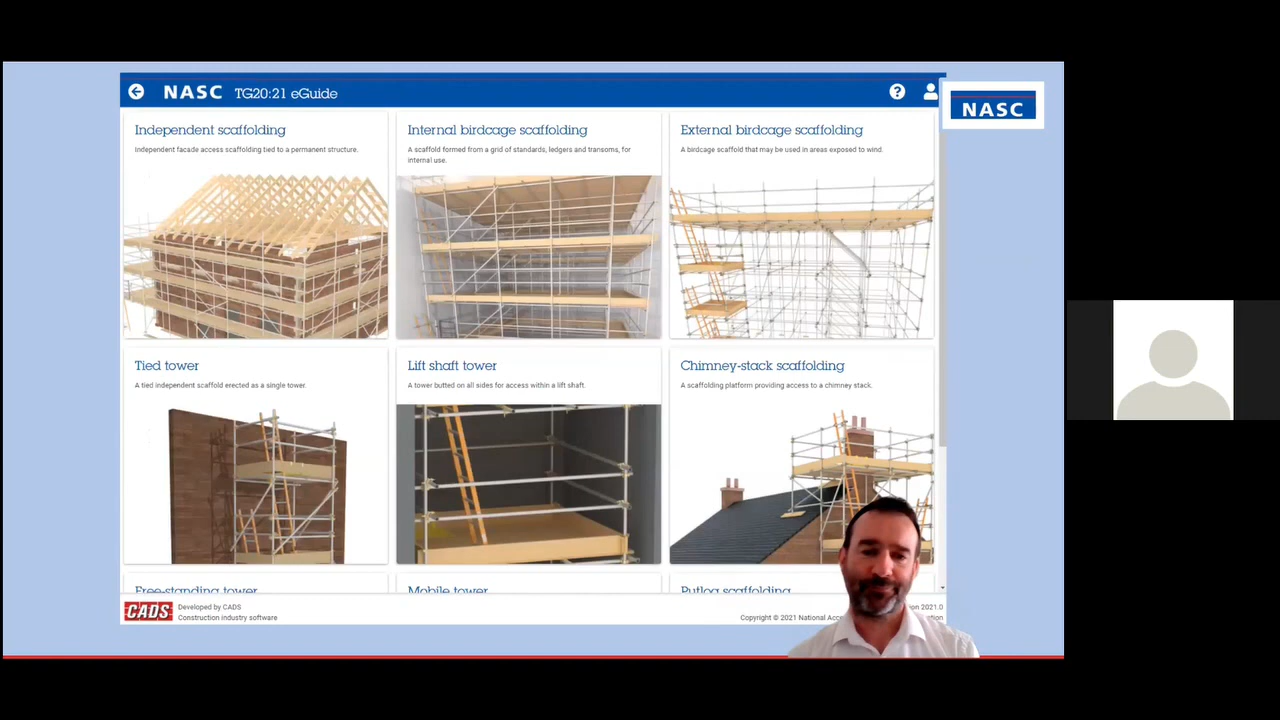 NASC TG20:21 eGuide
NASC
Independent scaffolding
Independent facade access scaffolding tied to a permanent structure.
Internal birdcage scaffolding
A scaffold formed from a grid of standards, ledgers and transoms, for
internal use.
External birdcage scaffolding
A birdcage scaffold that may be used in areas exposed to wind.
Tied tower
A tied independent scaffold erected as a single tower.
Lift shaft tower
A tower butted on all sides for access within a lift shaft.
Chimney-stack scaffolding
A scaffolding platform providing access to a chimney stack.
Free-standing tower
Mobile tower
Putlog scaffolding
CADS
Developed by CADS
Construction industry software
2021.0
Copyright © 2021 National